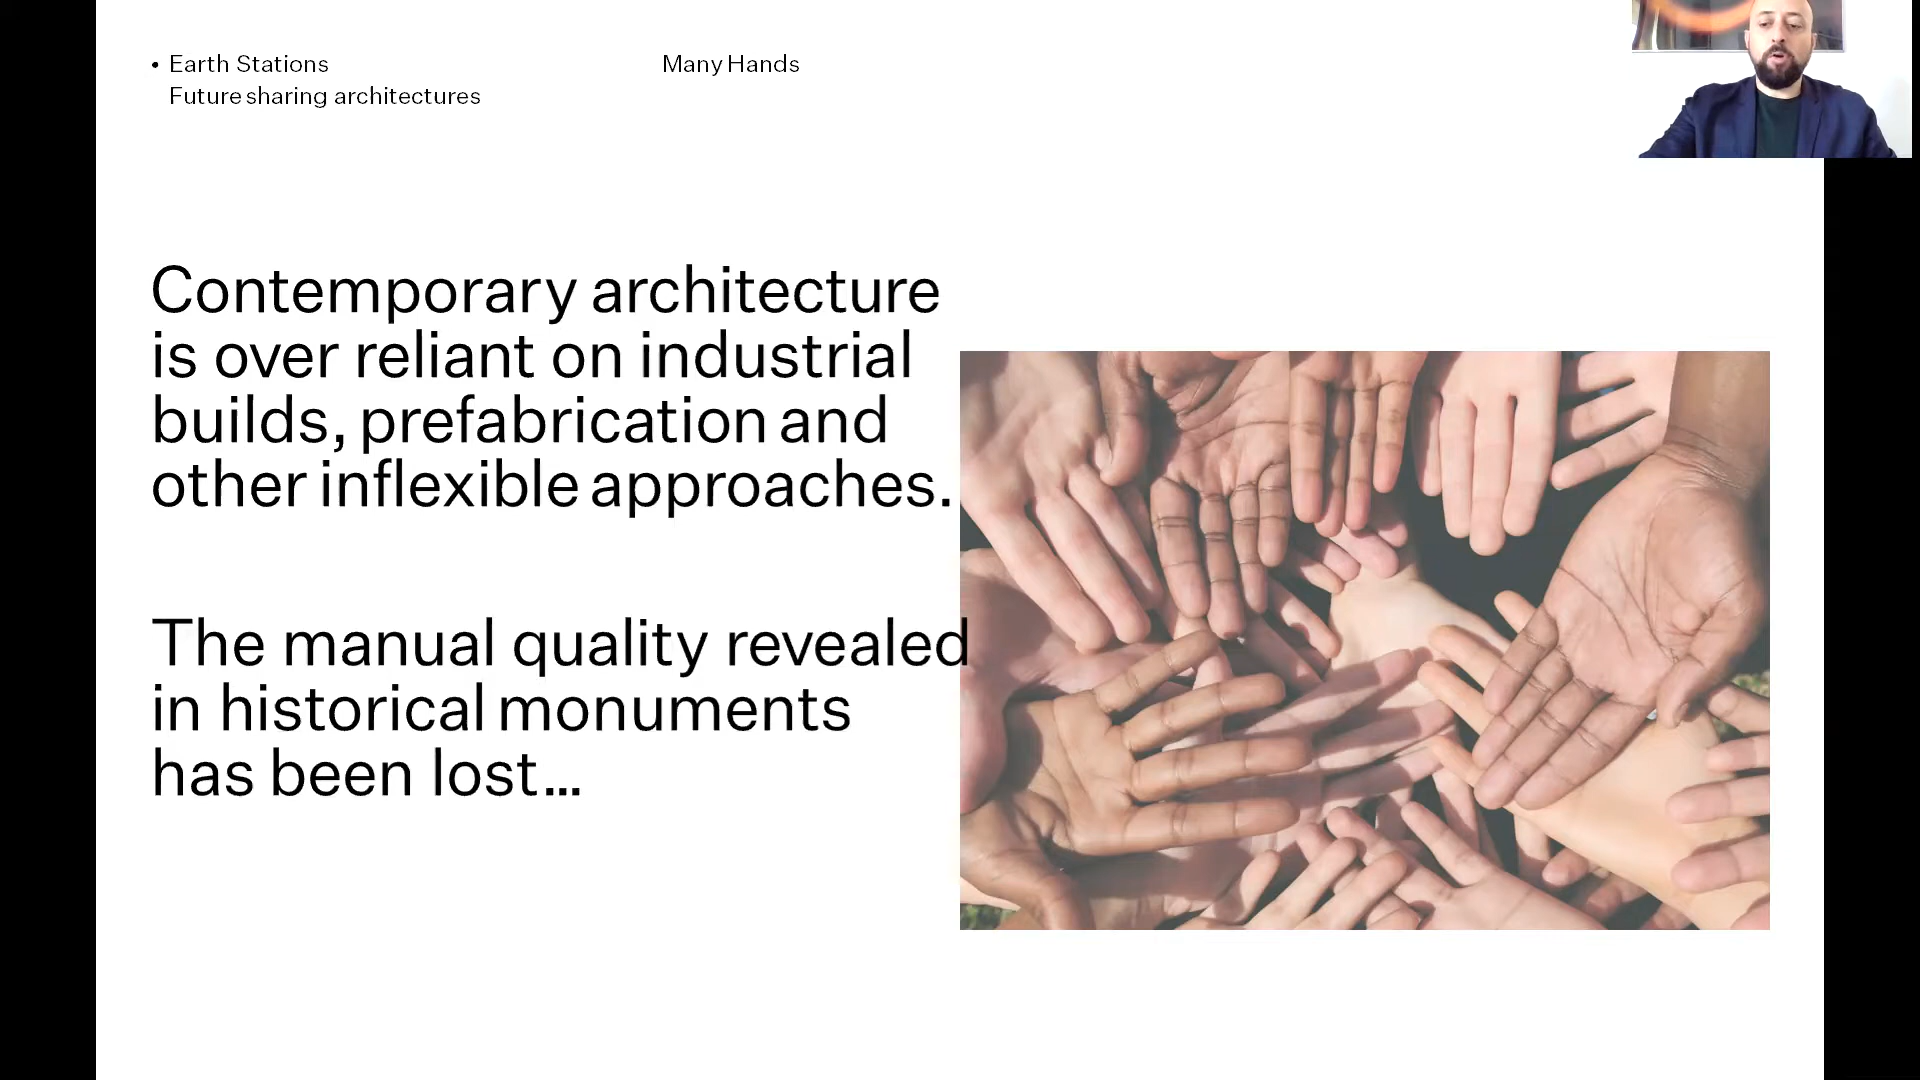 • Earth Stations
Future sharing architectures
Many Hands
Contemporary architecture
is over reliant on industrial
builds, prefabrication and
other inflexible approaches.
The manual quality revealed
in historical monuments
has been lost...